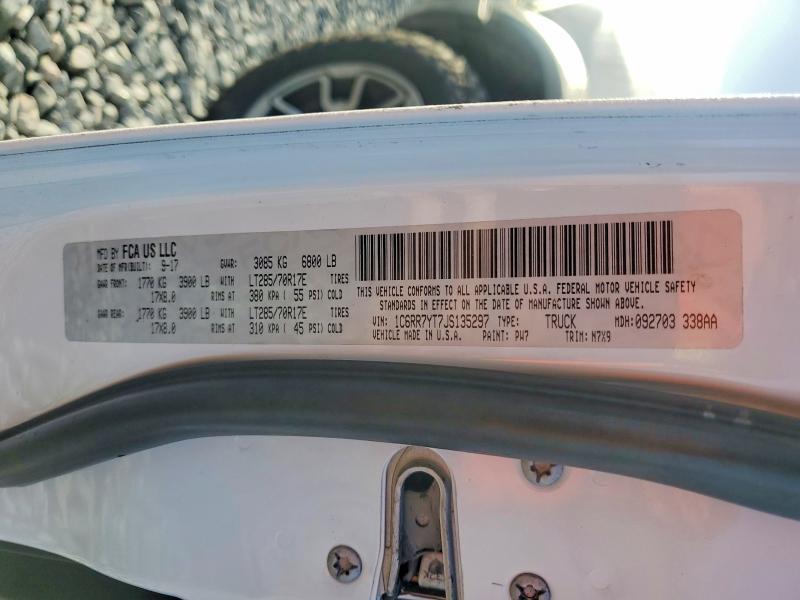 MFD BY FCA US LLC
DATE OF MFR(BUILT): 9-17 GVWR: 3085 KG 6800 LB
GAWR FRONT: 1770 KG 3900 LB WITH LT285/70R17E TIRES
17X8.0 RIMS AT 380 KPA ( 55 PSI) COLD
GAWR REAR: 1770 KG 3900 LB WITH LT285/70R17E TIRES
17X8.0 RIMS AT 310 KPA ( 45 PSI) COLD
THIS VEHICLE CONFORMS TO ALL APPLICABLE U.S.A. FEDERAL MOTOR VEHICLE SAFETY
STANDARDS IN EFFECT ON THE DATE OF MANUFACTURE SHOWN ABOVE.
VIN: 1C6RR7YT7JS135297 TYPE: TRUCK MDH: 092703 338AA
VEHICLE MADE IN U.S.A. PAINT: PW7 TRIM: N7X9